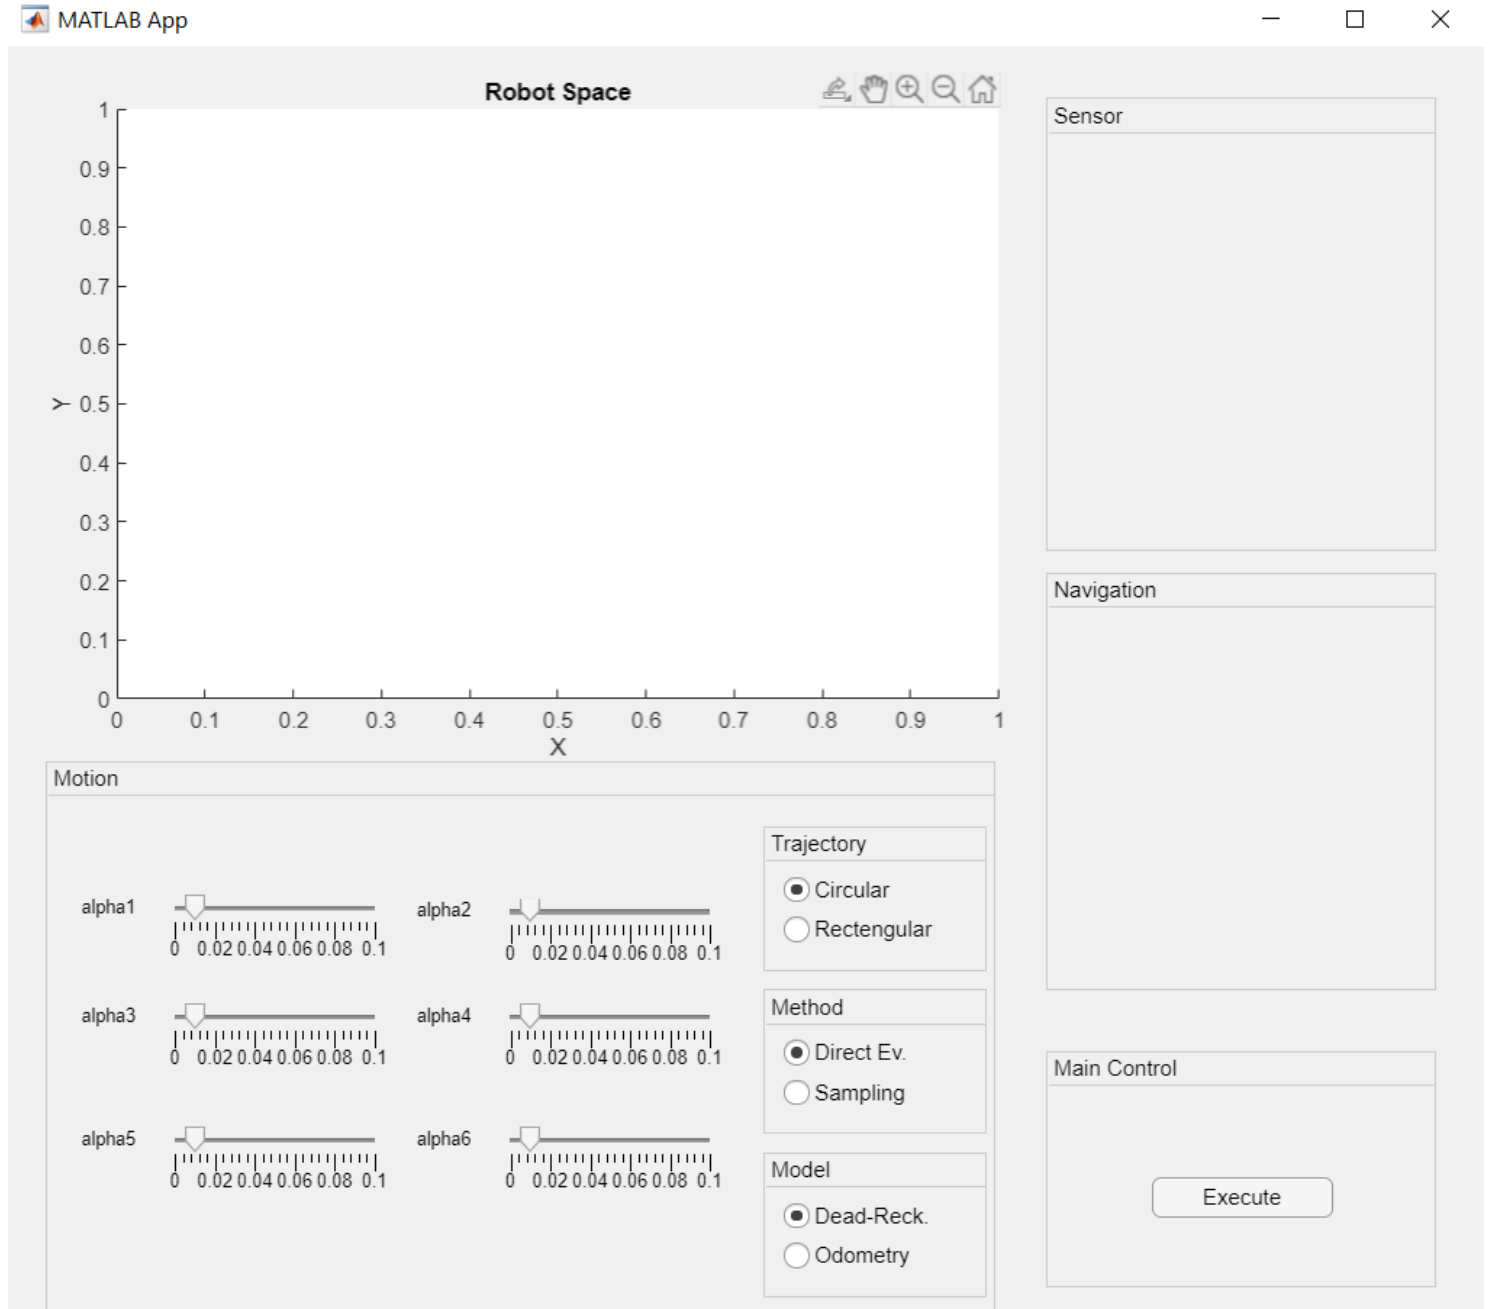 MATLAB App
Robot Space
1
0.9
0.8
0.7
0.6
0.5
0.4
0.3
0.2
0.1
0
Y
0 0.1 0.2 0.3 0.4 0.5 0.6 0.7 0.8 0.9 1
X
Motion
alpha1
0 0.02 0.04 0.06 0.08 0.1
alpha2
0 0.02 0.04 0.06 0.08 0.1
alpha3
0 0.02 0.04 0.06 0.08 0.1
alpha4
0 0.02 0.04 0.06 0.08 0.1
alpha5
0 0.02 0.04 0.06 0.08 0.1
alpha6
0 0.02 0.04 0.06 0.08 0.1
Trajectory
Circular
Rectengular
Method
Direct Ev.
Sampling
Model
Dead-Reck.
Odometry
Sensor
Navigation
Main Control
Execute